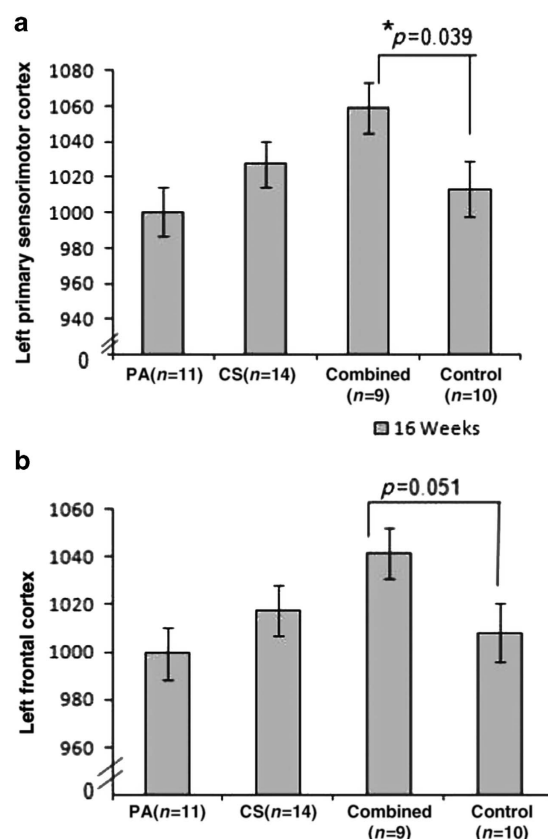 a
*p=0.039
Left primary sensorimotor cortex
1080
1060
1040
1020
1000
980
960
940
0
PA(n=11) CS(n=14) Combined (n=9) Control (n=10)
16 Weeks
b
p=0.051
Left frontal cortex
1060
1040
1020
1000
980
960
0
PA(n=11) CS(n=14) Combined (n=9) Control (n=10)